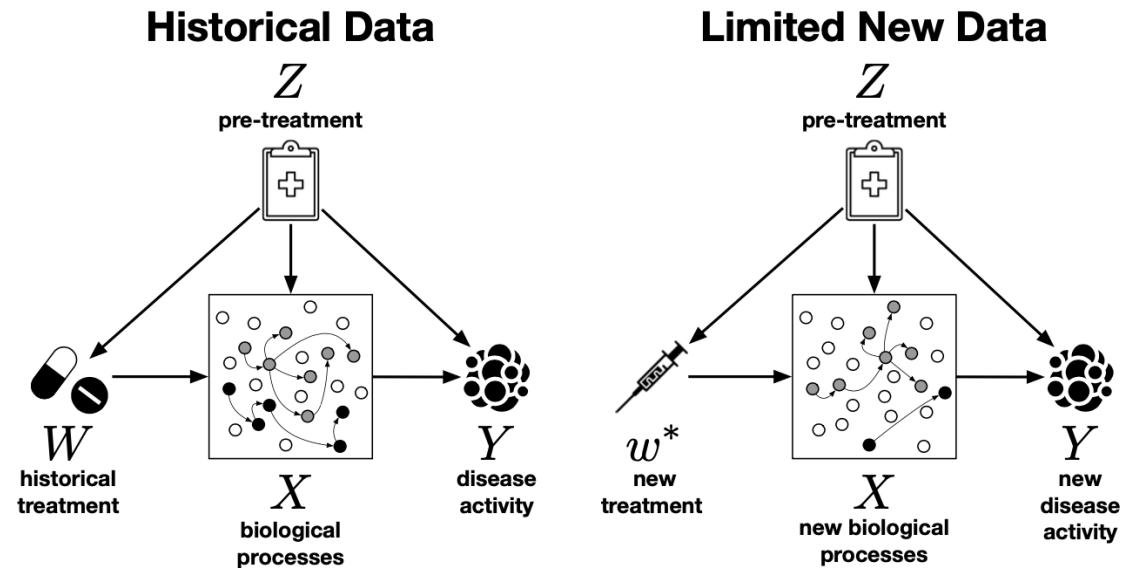 Historical Data
Z
pre-treatment
W
historical
treatment
X
biological
processes
Y
disease
activity
Limited New Data
Z
pre-treatment
w*
new
treatment
X
new biological
processes
Y
new
disease
activity